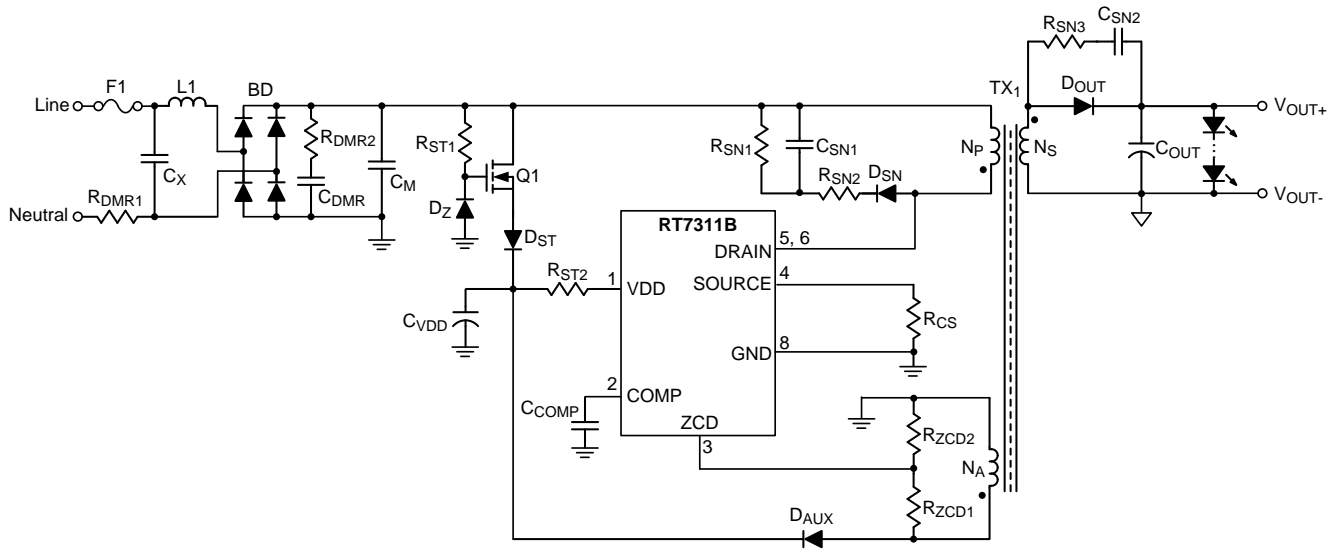 F1
L1
BD
Line
Neutral
RDMR1
CX
RDMR2
CDMR
CM
RST1
Q1
DZ
DST
RST2
CVDD
RSN1
CSN1
RSN2
DSN
TX1
NP
NS
RSN3
CSN2
DOUT
COUT
VOUT+
VOUT-
RT7311B
DRAIN
5, 6
SOURCE
4
1
VDD
GND
8
RCS
2
COMP
CCOMP
ZCD
3
RZCD2
NA
RZCD1
DAUX